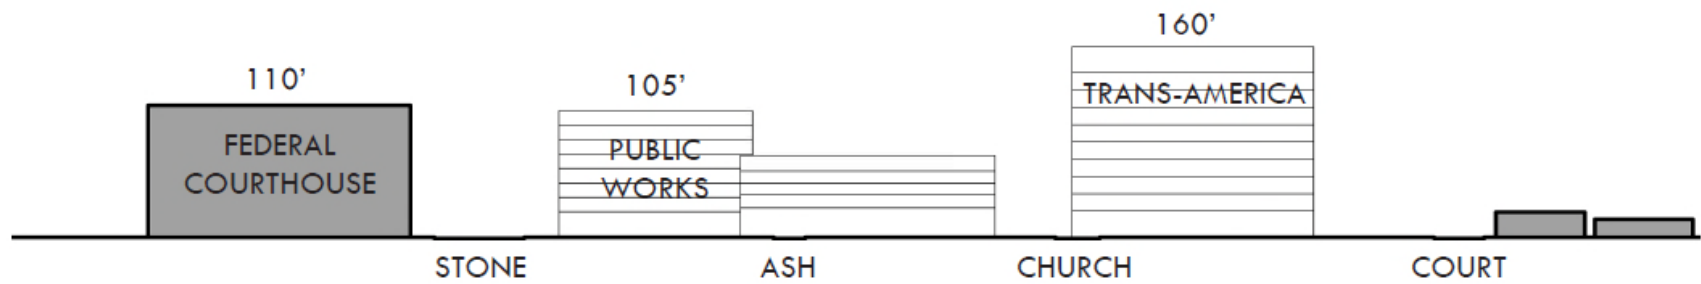 160’
110’
105’
TRANS-AMERICA
FEDERAL
COURTHOUSE
PUBLIC
WORKS
STONE
ASH
CHURCH
COURT